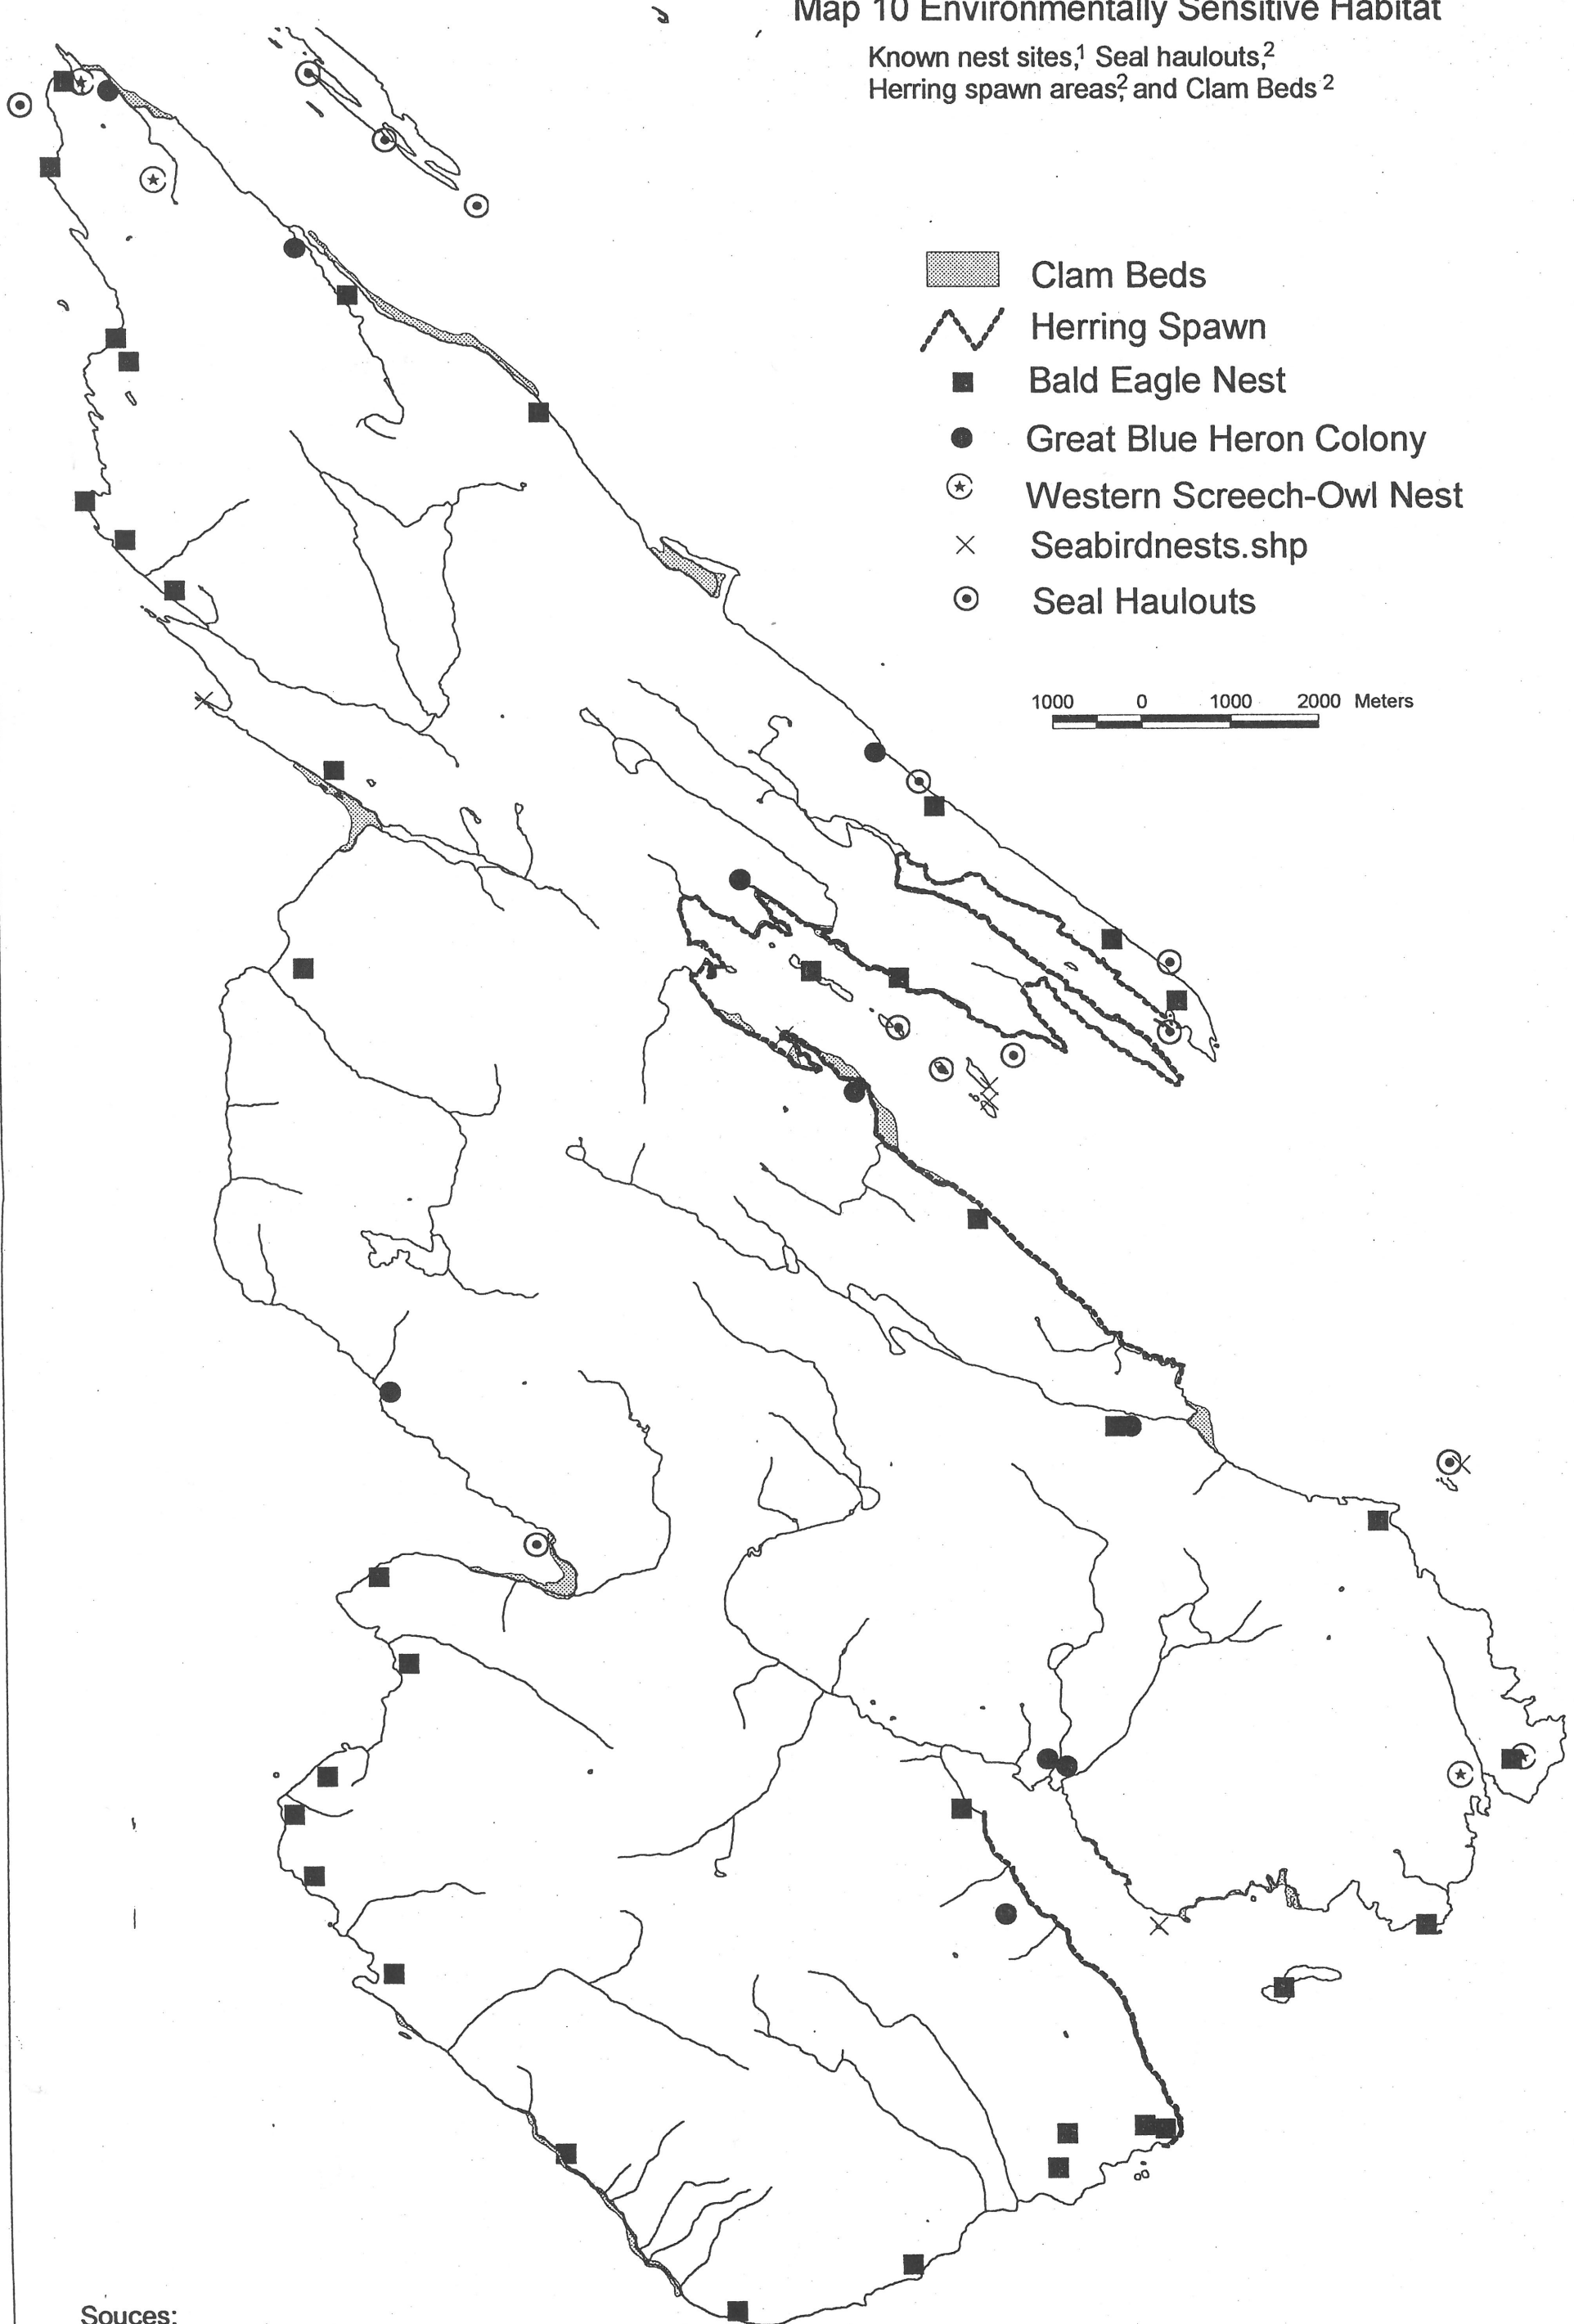 Map 10 Environmentally Sensitive Habitat
Known nest sites,¹ Seal haulouts,²
Herring spawn areas,² and Clam Beds ²
Clam Beds
Herring Spawn
Bald Eagle Nest
Great Blue Heron Colony
Western Screech-Owl Nest
Seabirdnests.shp
Seal Haulouts
1000 0 1000 2000 Meters
Souces: